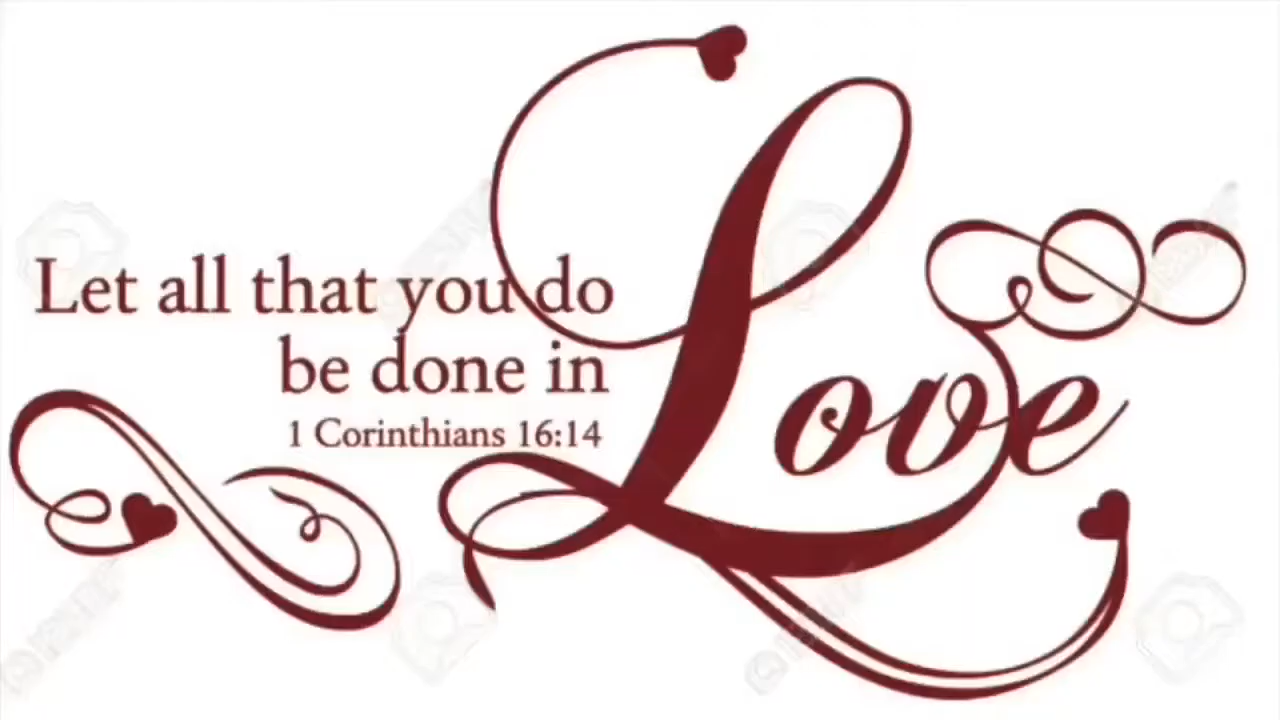 Let all that you do
be done in
Love
1 Corinthians 16:14